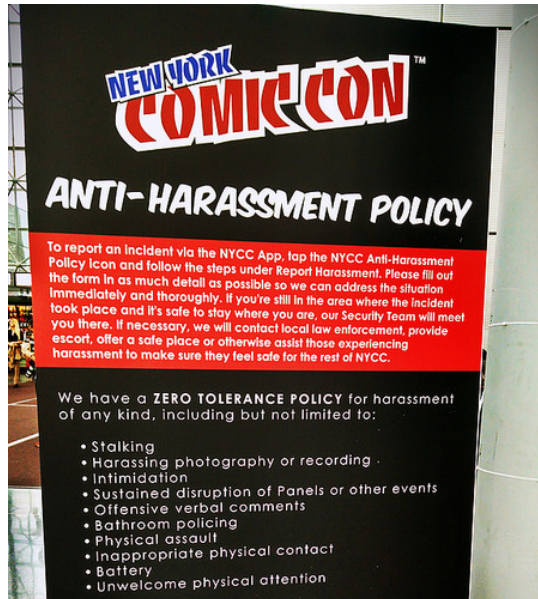 NEW YORK
COMIC CON™
ANTI-HARASSMENT POLICY
To report an incident via the NYCC App, tap the NYCC Anti-Harassment
Policy icon and follow the steps under Report Harassment. Please fill out
the form in as much detail as possible so we can address the situation
immediately and thoroughly. If you're still in the area where the incident
took place and it's safe to stay where you are, our Security Team will meet
you there. If necessary, we will contact local law enforcement, provide
escort, offer a safe place or otherwise assist those experiencing
harassment to make sure they feel safe for the rest of NYCC.
We have a ZERO TOLERANCE POLICY for harassment
of any kind, including but not limited to:
• Stalking
• Harassing photography or recording
• Intimidation
• Sustained disruption of Panels or other events
• Offensive verbal comments
• Bathroom policing
• Physical assault
• Inappropriate physical contact
• Battery
• Unwelcome physical attention